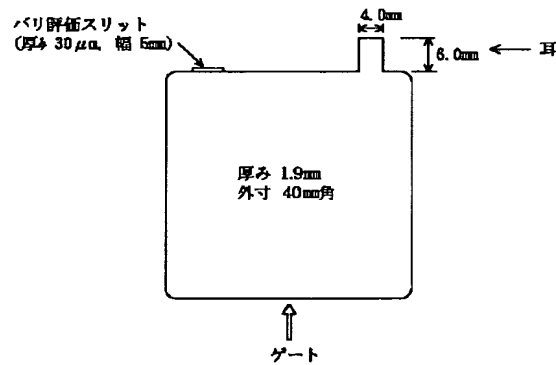 バリ評価スリット
(厚み 30μm, 幅 5mm)
4.0mm
6.0mm
耳
厚み 1.9mm
外寸 40mm角
ゲート